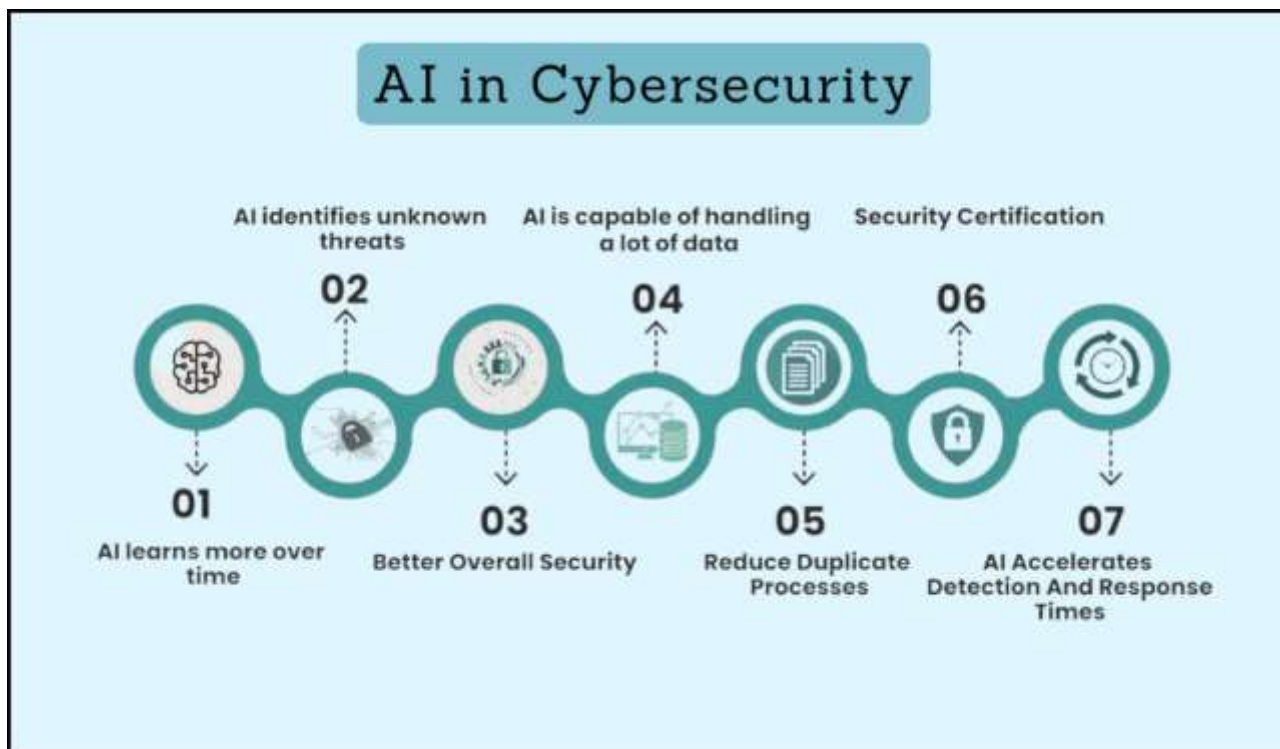 AI in Cybersecurity
01
AI learns more over
time
AI identifies unknown
threats
02
03
Better Overall Security
AI is capable of handling
a lot of data
04
05
Reduce Duplicate
Processes
Security Certification
06
07
AI Accelerates
Detection And Response
Times